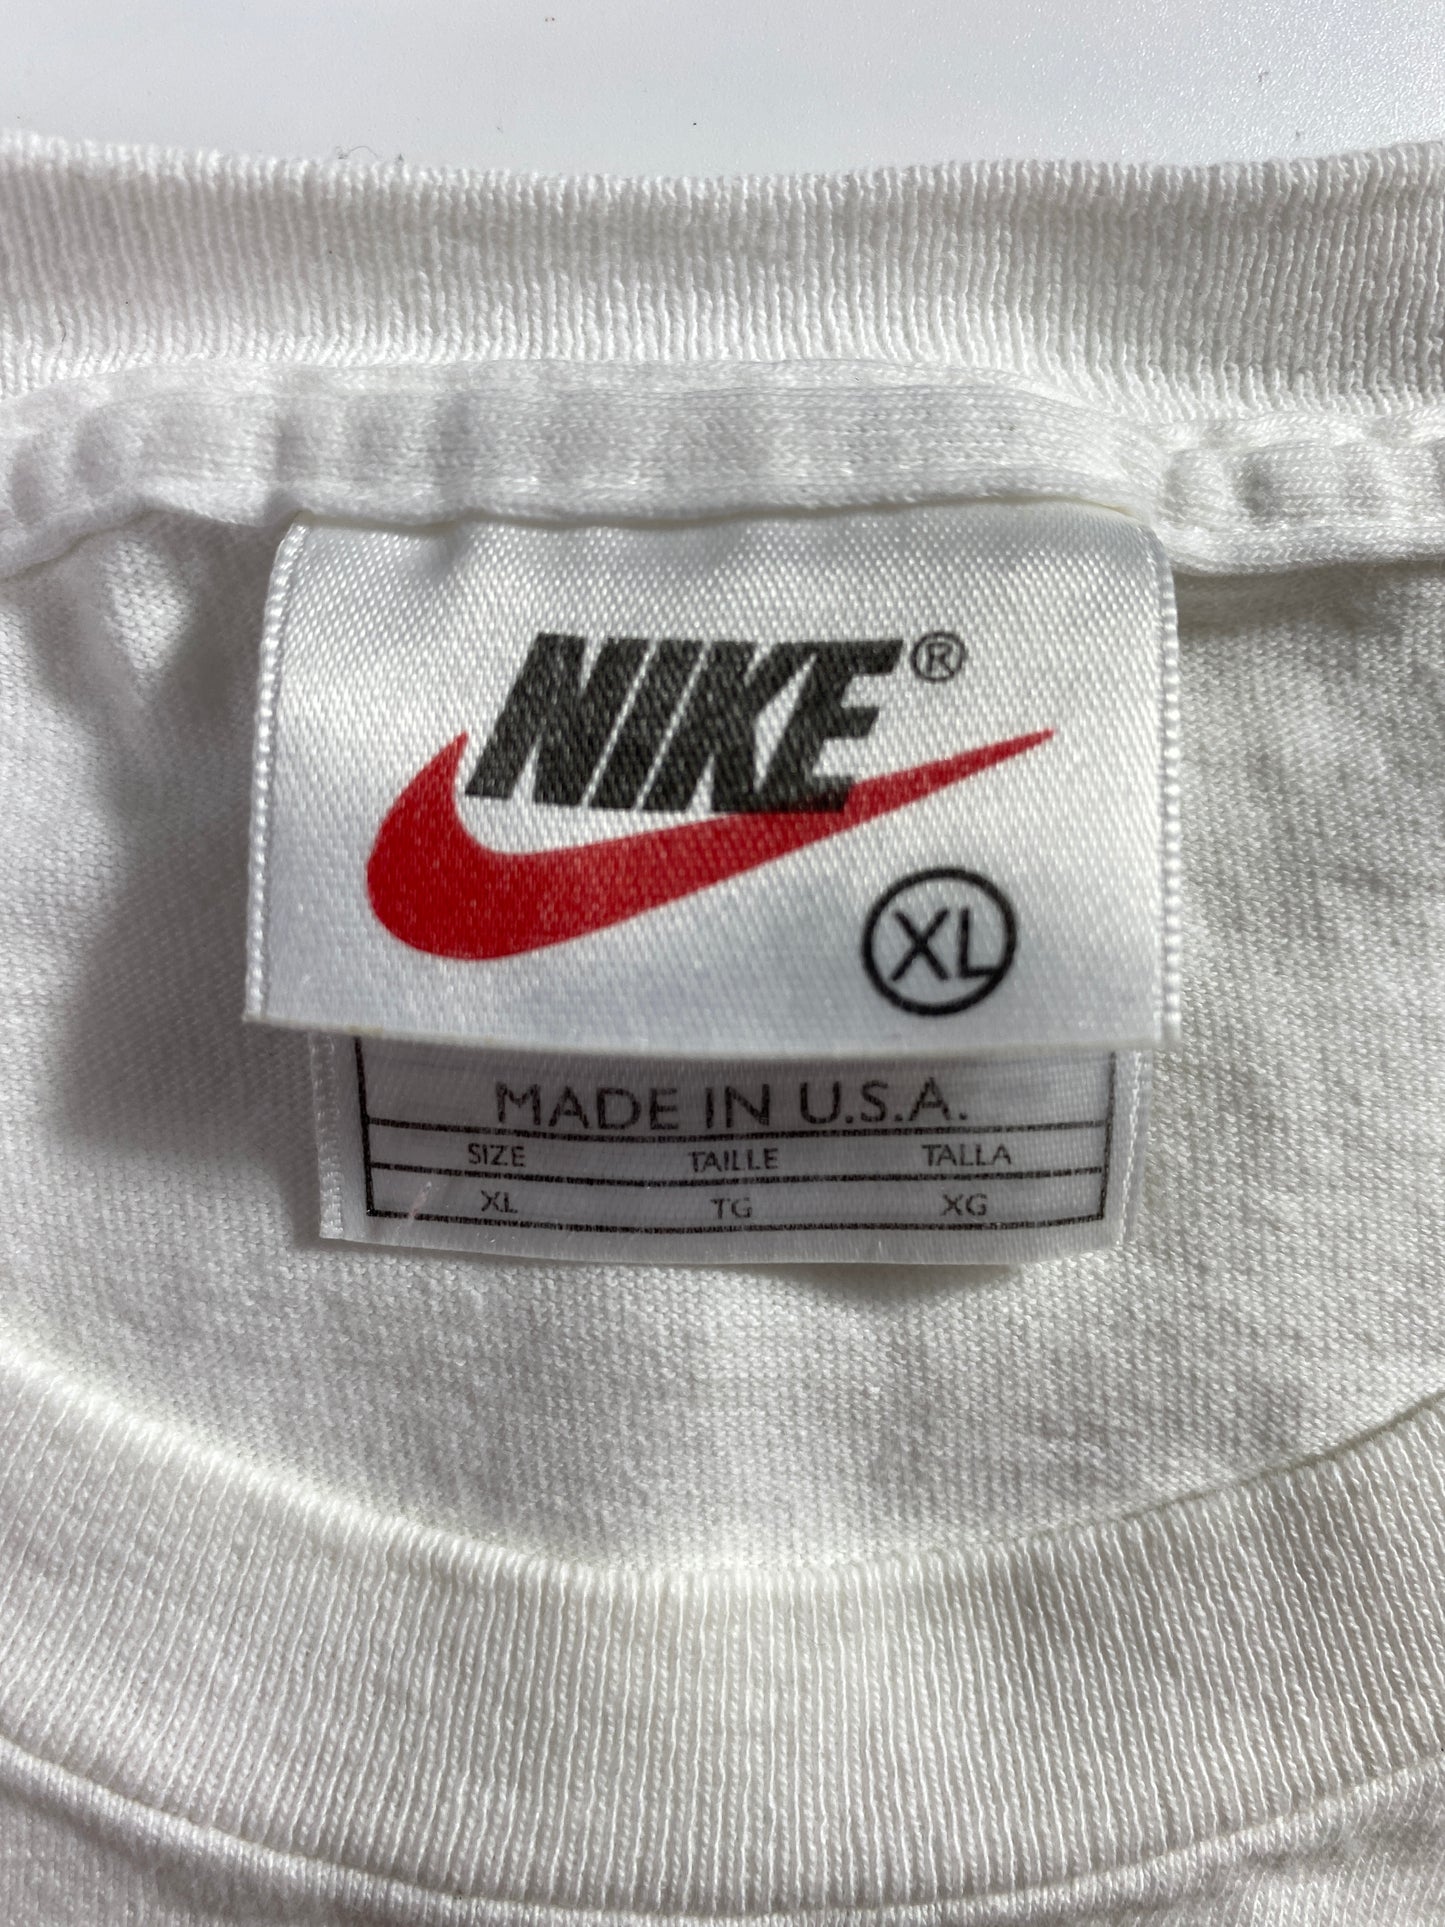 NIKE®
XL
MADE IN U.S.A.
SIZE TAILLE TALLA
XL TG XG